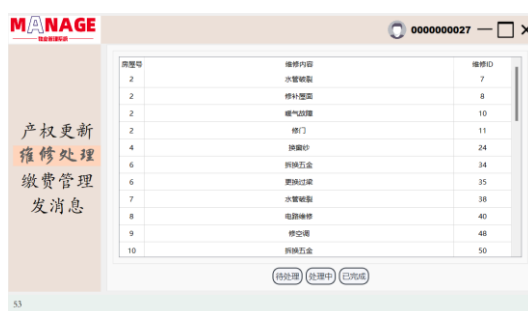 MANAGE
物业管理系统
0000000027
房屋号 维修内容 维修ID
2 水管破裂 7
2 修补屋面 8
2 暖气故障 10
2 修门 11
4 换窗纱 24
6 拆换五金 34
6 更换过梁 35
7 水管破裂 38
8 电路维修 40
9 修空调 48
10 拆换五金 50
产权更新
维修处理
缴费管理
发消息
待处理 处理中 已完成
53